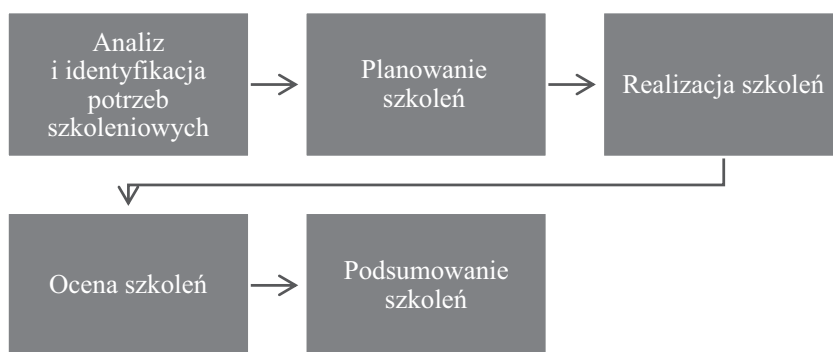 Analiz
i identyfikacja
potrzeb
szkoleniowych
Planowanie
szkoleń
Realizacja szkoleń
Ocena szkoleń
Podsumowanie
szkoleń